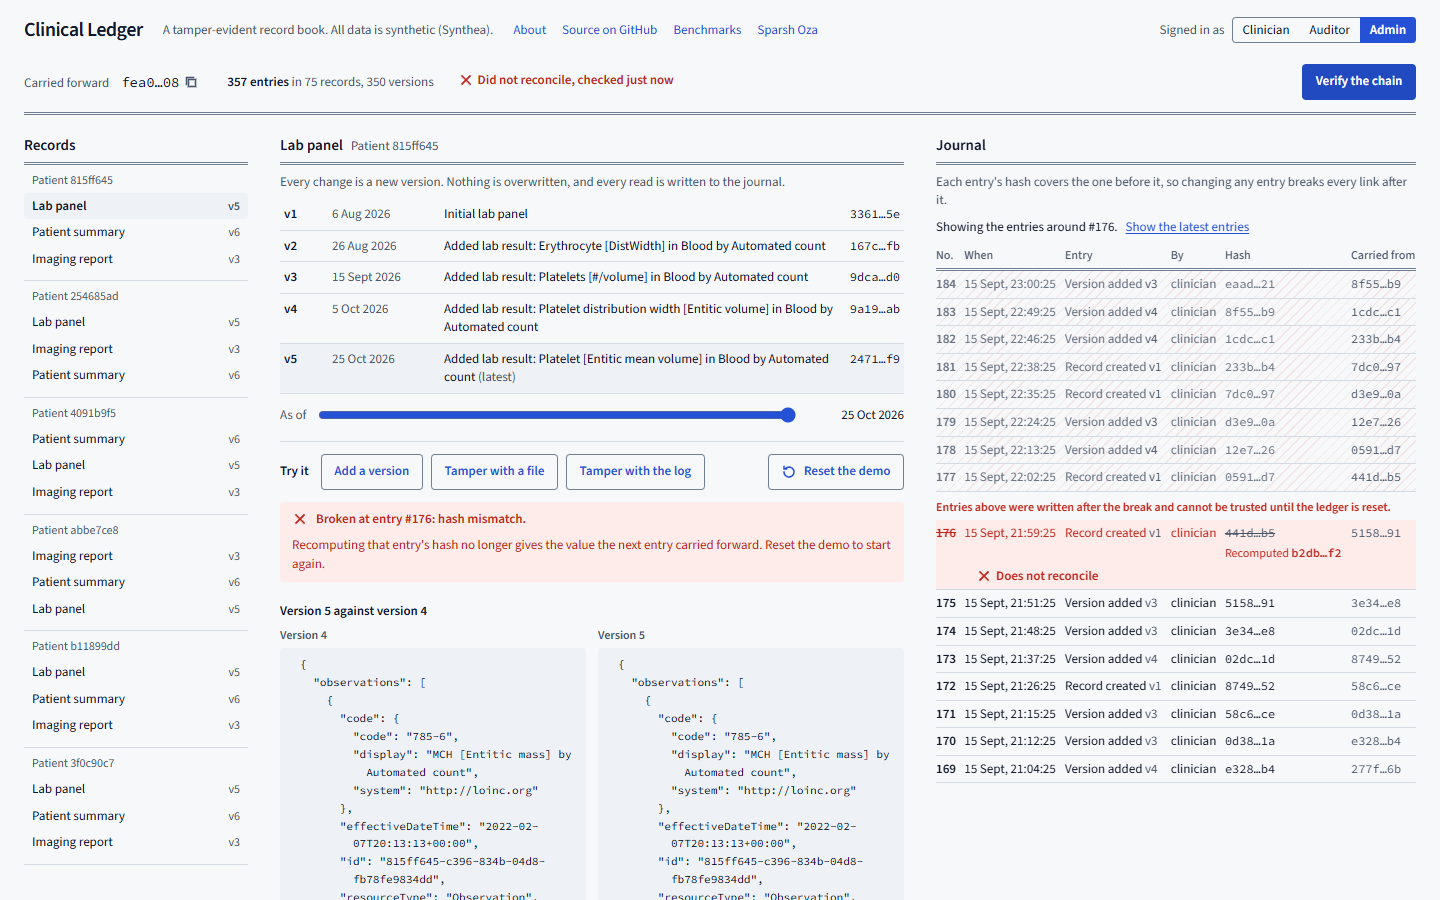 Clinical Ledger
A tamper-evident record book. All data is synthetic (Synthea).
About
Source on GitHub
Benchmarks
Sparsh Oza
Signed in as
Clinician
Auditor
Admin
Carried forward fea0…08
357 entries in 75 records, 350 versions
Did not reconcile, checked just now
Verify the chain
Records
Patient 815ff645
Lab panel v5
Patient summary v6
Imaging report v3
Patient 254685ad
Lab panel v5
Imaging report v3
Patient summary v6
Patient 4091b9f5
Patient summary v6
Lab panel v5
Imaging report v3
Patient abbe7ce8
Imaging report v3
Patient summary v6
Lab panel v5
Patient b11899dd
Lab panel v5
Patient summary v6
Imaging report v3
Patient 3f0c90c7
Lab panel v5
Patient summary v6
Imaging report v3
Lab panel Patient 815ff645
Every change is a new version. Nothing is overwritten, and every read is written to the journal.
v1 6 Aug 2026 Initial lab panel 3361…5e
v2 26 Aug 2026 Added lab result: Erythrocyte [DistWidth] in Blood by Automated count 167c…fb
v3 15 Sept 2026 Added lab result: Platelets [#/volume] in Blood by Automated count 9dca…d0
v4 5 Oct 2026 Added lab result: Platelet distribution width [Entitic volume] in Blood by 9a19…ab
Automated count
v5 25 Oct 2026 Added lab result: Platelet [Entitic mean volume] in Blood by Automated 2471…f9
count (latest)
As of 25 Oct 2026
Try it
Add a version
Tamper with a file
Tamper with the log
Reset the demo
Broken at entry #176: hash mismatch.
Recomputing that entry's hash no longer gives the value the next entry carried forward. Reset the demo to start
again.
Version 5 against version 4
Version 4
{
"observations": [
{
"code": {
"code": "785-6",
"display": "MCH [Entitic mass] by
Automated count",
"system": "http://loinc.org"
},
"effectiveDateTime": "2022-02-
07T20:13:13+00:00",
"id": "815ff645-c396-834b-04d8-
fb78fe9834dd",
"resourceType": "Observation",
Version 5
{
"observations": [
{
"code": {
"code": "785-6",
"display": "MCH [Entitic mass] by
Automated count",
"system": "http://loinc.org"
},
"effectiveDateTime": "2022-02-
07T20:13:13+00:00",
"id": "815ff645-c396-834b-04d8-
fb78fe9834dd",
"resourceType": "Observation",
Journal
Each entry's hash covers the one before it, so changing any entry breaks every link after
it.
Showing the entries around #176. Show the latest entries
No. When Entry By Hash Carried from
184 15 Sept, 23:00:25 Version added v3 clinician eaad…21 8f55…b9
183 15 Sept, 22:49:25 Version added v4 clinician 8f55…b9 1cdc…c1
182 15 Sept, 22:46:25 Version added v4 clinician 1cdc…c1 233b…b4
181 15 Sept, 22:38:25 Record created v1 clinician 233b…b4 7dc0…97
180 15 Sept, 22:35:25 Record created v1 clinician 7dc0…97 d3e9…0a
179 15 Sept, 22:24:25 Version added v3 clinician d3e9…0a 12e7…26
178 15 Sept, 22:13:25 Version added v4 clinician 12e7…26 0591…d7
177 15 Sept, 22:02:25 Record created v1 clinician 0591…d7 441d…b5
Entries above were written after the break and cannot be trusted until the ledger is reset.
176 15 Sept, 21:59:25 Record created v1 clinician 441d…b5 5158…91
Recomputed b2db…f2
Does not reconcile
175 15 Sept, 21:51:25 Version added v3 clinician 5158…91 3e34…e8
174 15 Sept, 21:48:25 Version added v3 clinician 3e34…e8 02dc…1d
173 15 Sept, 21:37:25 Version added v4 clinician 02dc…1d 8749…52
172 15 Sept, 21:26:25 Record created v1 clinician 8749…52 58c6…ce
171 15 Sept, 21:15:25 Version added v3 clinician 58c6…ce 0d38…1a
170 15 Sept, 21:12:25 Version added v3 clinician 0d38…1a e328…b4
169 15 Sept, 21:04:25 Version added v4 clinician e328…b4 277f…6b